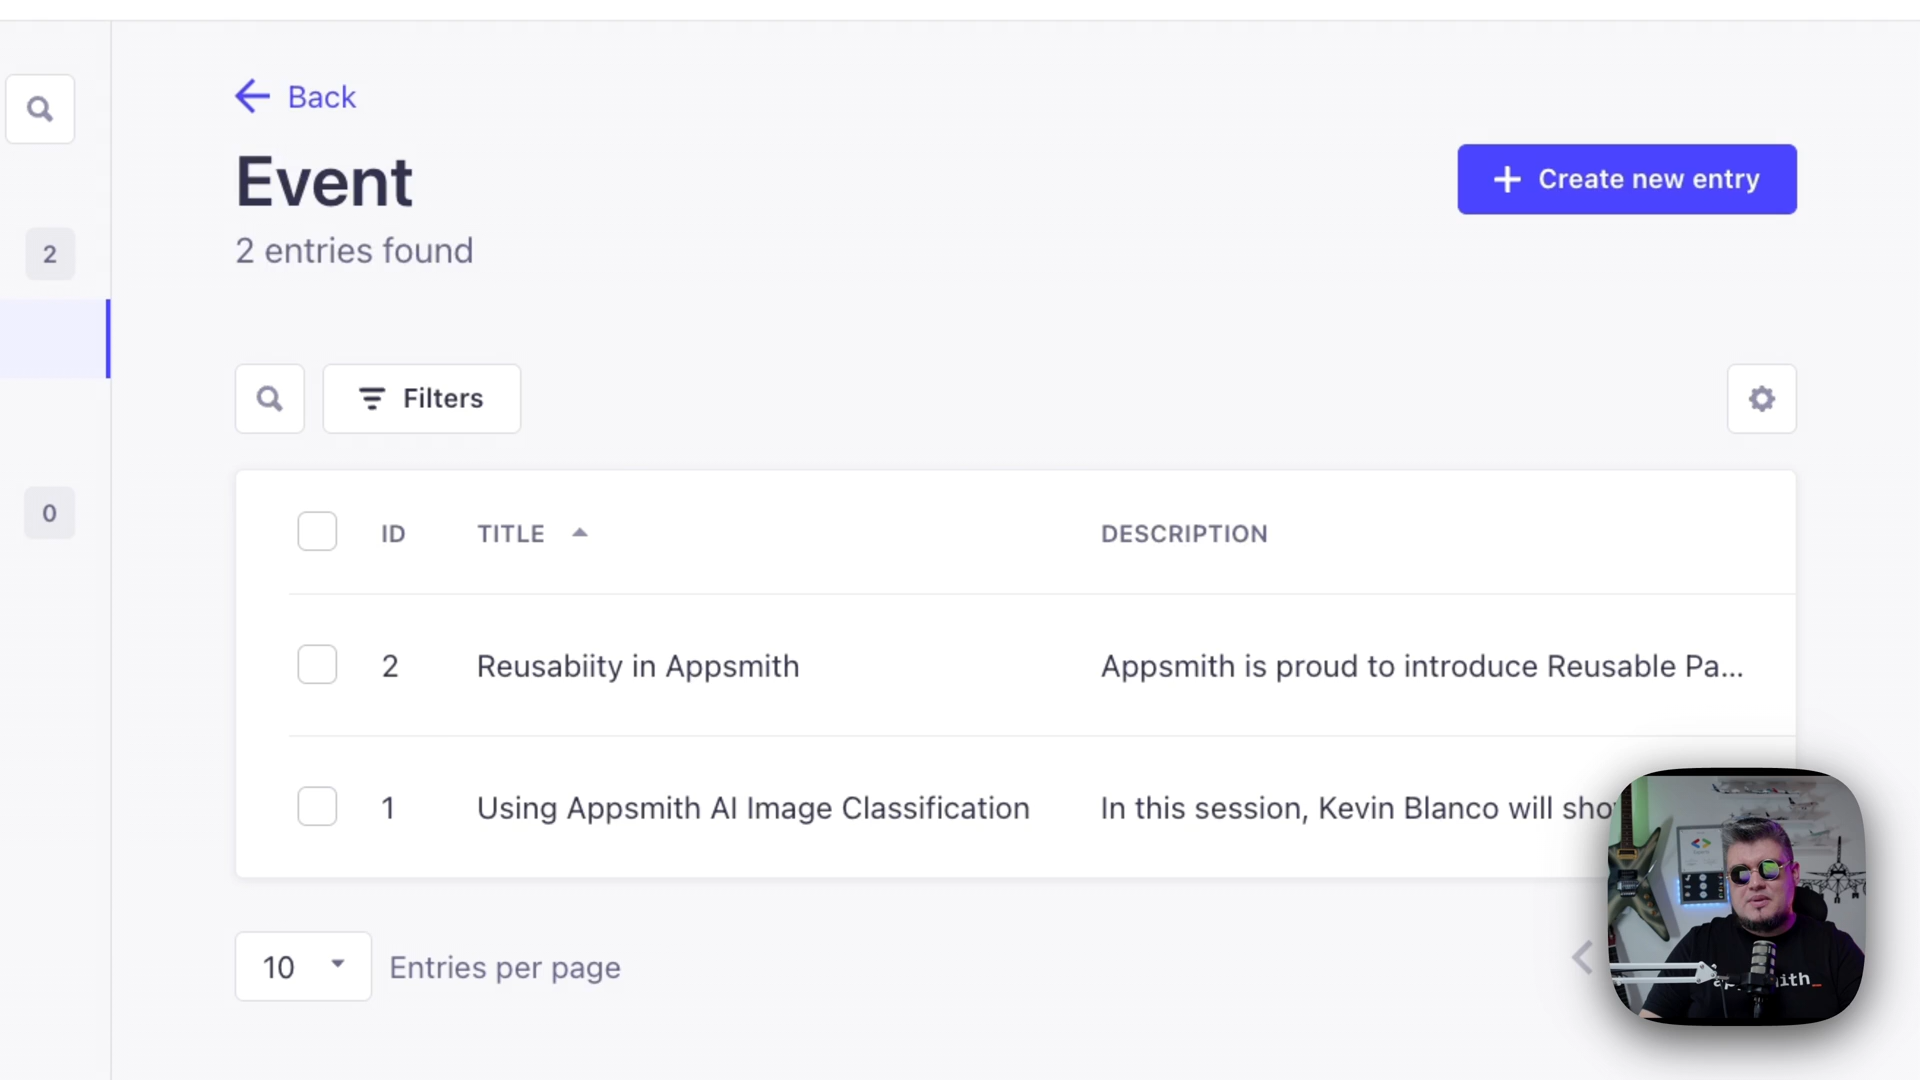 Back
Event
Create new entry
2 entries found
2
Filters
0
ID TITLE DESCRIPTION
2 Reusabiity in Appsmith Appsmith is proud to introduce Reusable Pa...
1 Using Appsmith AI Image Classification In this session, Kevin Blanco will sho
10 Entries per page